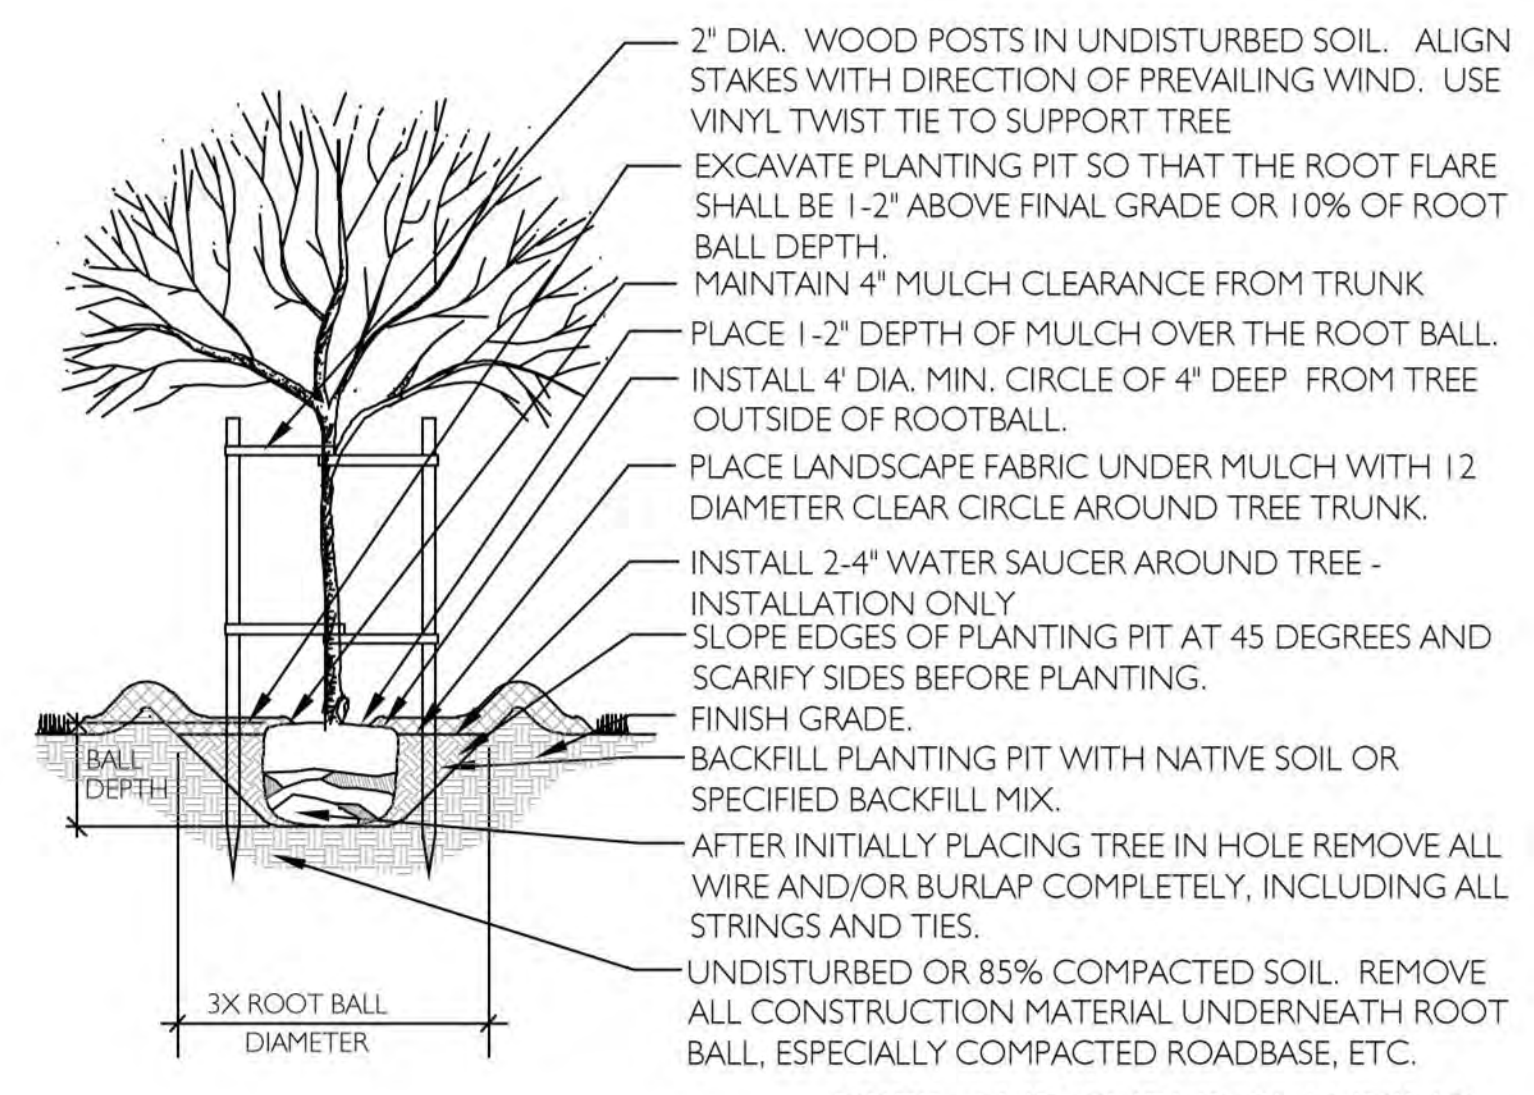 2" DIA. WOOD POSTS IN UNDISTURBED SOIL. ALIGN
STAKES WITH DIRECTION OF PREVAILING WIND. USE
VINYL TWIST TIE TO SUPPORT TREE
EXCAVATE PLANTING PIT SO THAT THE ROOT FLARE
SHALL BE 1-2" ABOVE FINAL GRADE OR 10% OF ROOT
BALL DEPTH.
MAINTAIN 4" MULCH CLEARANCE FROM TRUNK
PLACE 1-2" DEPTH OF MULCH OVER THE ROOT BALL.
INSTALL 4' DIA. MIN. CIRCLE OF 4" DEEP FROM TREE
OUTSIDE OF ROOTBALL.
PLACE LANDSCAPE FABRIC UNDER MULCH WITH 12
DIAMETER CLEAR CIRCLE AROUND TREE TRUNK.
INSTALL 2-4" WATER SAUCER AROUND TREE -
INSTALLATION ONLY
SLOPE EDGES OF PLANTING PIT AT 45 DEGREES AND
SCARIFY SIDES BEFORE PLANTING.
FINISH GRADE.
BACKFILL PLANTING PIT WITH NATIVE SOIL OR
SPECIFIED BACKFILL MIX.
AFTER INITIALLY PLACING TREE IN HOLE REMOVE ALL
WIRE AND/OR BURLAP COMPLETELY, INCLUDING ALL
STRINGS AND TIES.
UNDISTURBED OR 85% COMPACTED SOIL. REMOVE
ALL CONSTRUCTION MATERIAL UNDERNEATH ROOT
BALL, ESPECIALLY COMPACTED ROADBASE, ETC.
BALL
DEPTH
3X ROOT BALL
DIAMETER